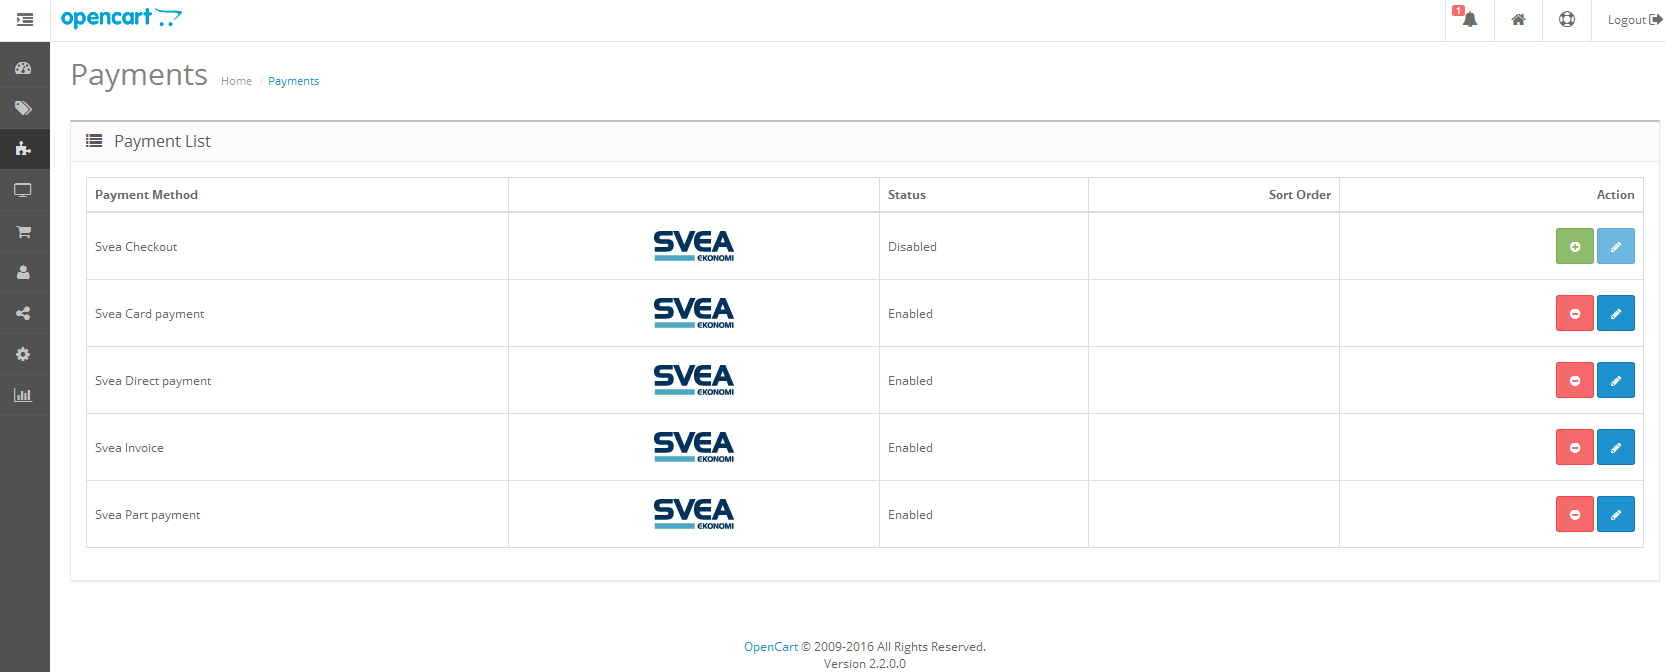 opencart
1
Logout
Payments Home / Payments
Payment List
Payment Method Status Sort Order Action
Svea Checkout SVEA EKONOMI Disabled
Svea Card payment SVEA EKONOMI Enabled
Svea Direct payment SVEA EKONOMI Enabled
Svea Invoice SVEA EKONOMI Enabled
Svea Part payment SVEA EKONOMI Enabled
OpenCart © 2009-2016 All Rights Reserved.
Version 2.2.0.0